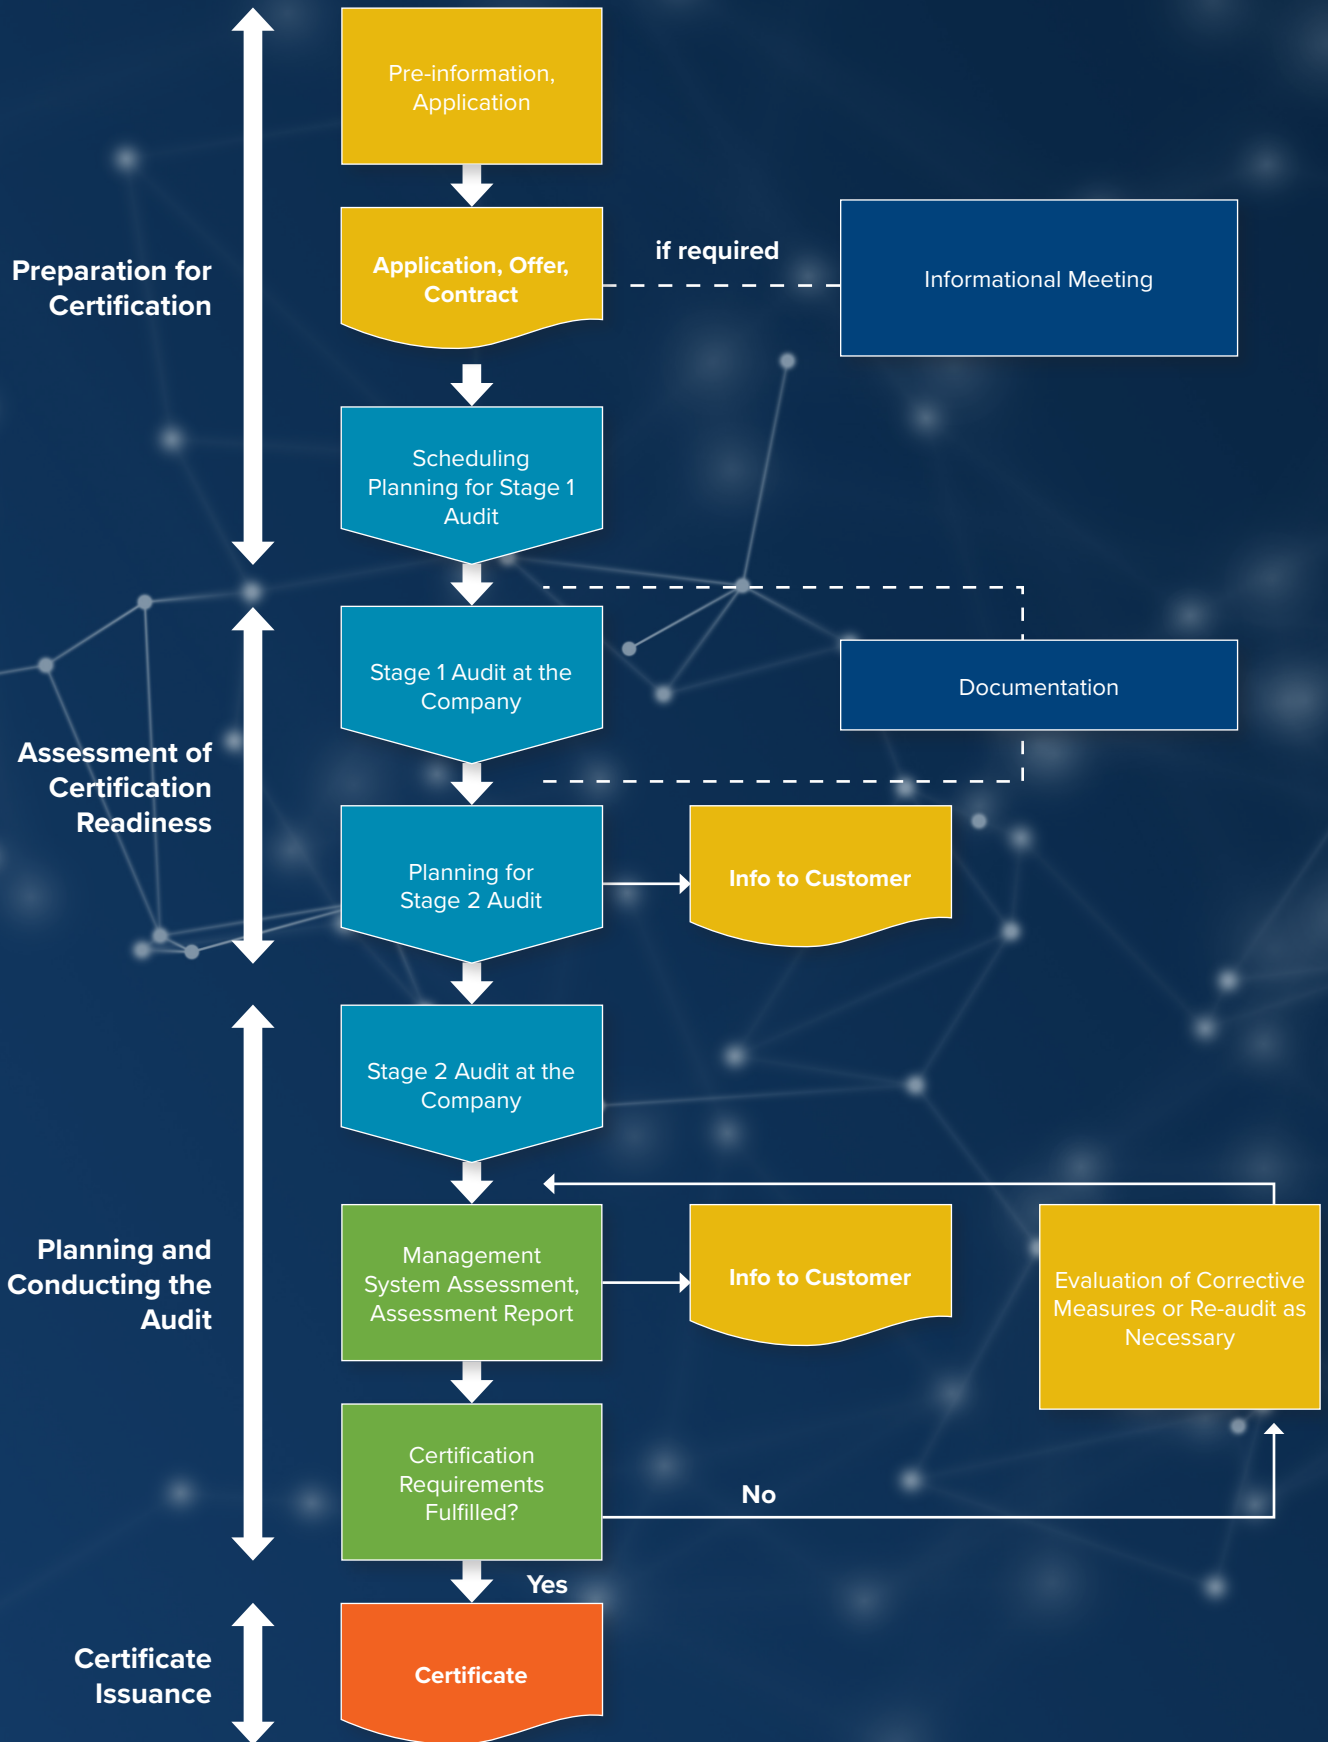 Pre-information,
Application
Preparation for
Certification
Application, Offer,
Contract
if required
Informational Meeting
Scheduling
Planning for Stage 1
Audit
Assessment of
Certification
Readiness
Stage 1 Audit at the
Company
Documentation
Planning for
Stage 2 Audit
Info to Customer
Planning and
Conducting the
Audit
Stage 2 Audit at the
Company
Management
System Assessment,
Assessment Report
Info to Customer
Evaluation of Corrective
Measures or Re-audit as
Necessary
Certification
Requirements
Fulfilled?
No
Yes
Certificate
Issuance
Certificate